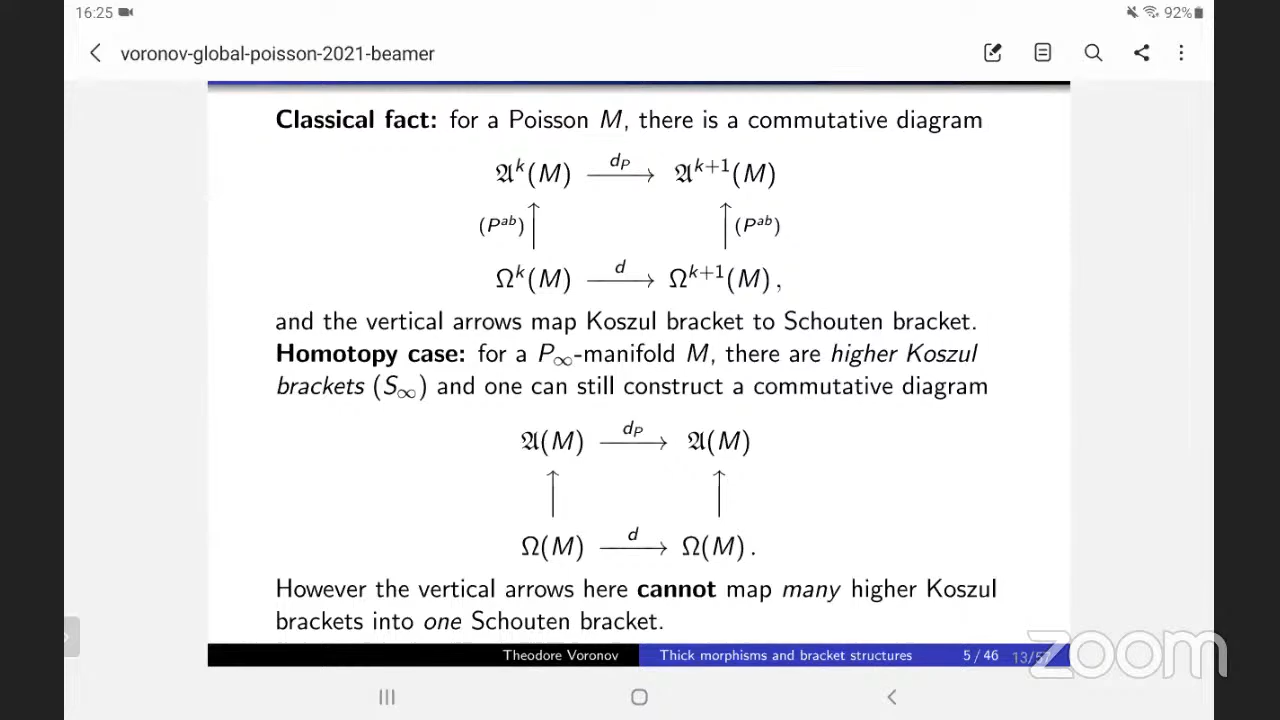 16:25 92%
voronov-global-poisson-2021-beamer
Classical fact: for a Poisson M, there is a commutative diagram
𝔄^k(M) d_P 𝔄^{k+1}(M)
(P^{ab}) (P^{ab})
Ω^k(M) d Ω^{k+1}(M) ,
and the vertical arrows map Koszul bracket to Schouten bracket.
Homotopy case: for a P_∞-manifold M, there are higher Koszul
brackets (S_∞) and one can still construct a commutative diagram
𝔄(M) d_P 𝔄(M)
Ω(M) d Ω(M) .
However the vertical arrows here cannot map many higher Koszul
brackets into one Schouten bracket.
Theodore Voronov Thick morphisms and bracket structures 5 / 46 13/57
zoom